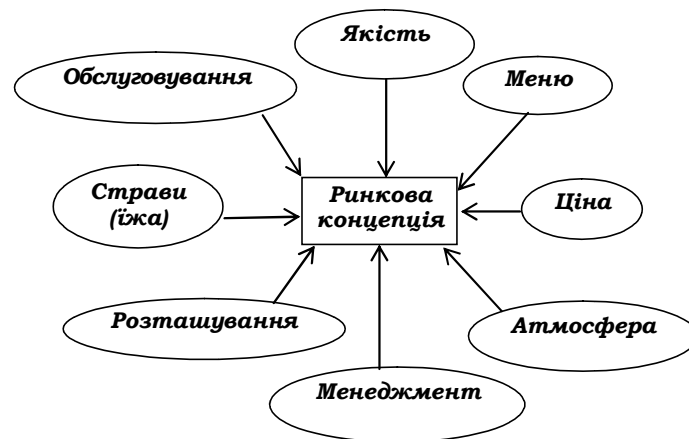 Якість
Обслуговування
Меню
Страви
(їжа)
Ринкова
концепція
Ціна
Розташування
Атмосфера
Менеджмент